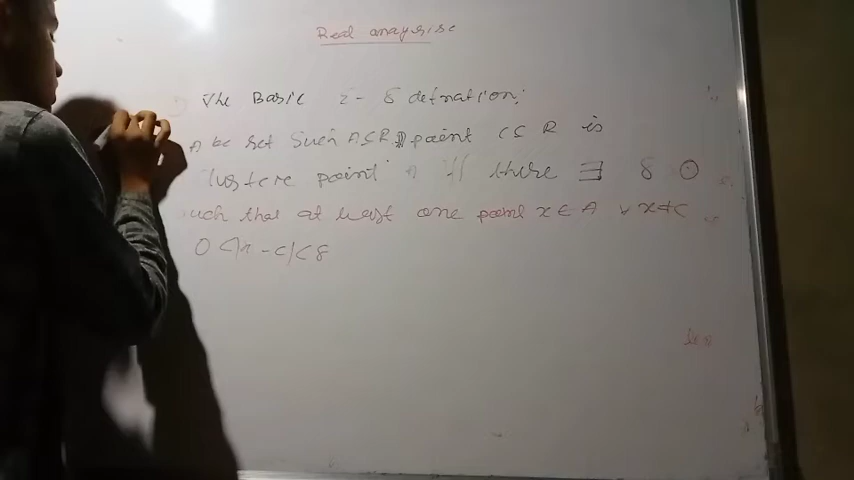 Real anaysise
The Basic ε - δ defnation;
A be set Such A⊆R, point C⊆ R is
lustere point if there ∃ δ 0
uch that at least one point x∈A x≠c
0<|x-c|<δ